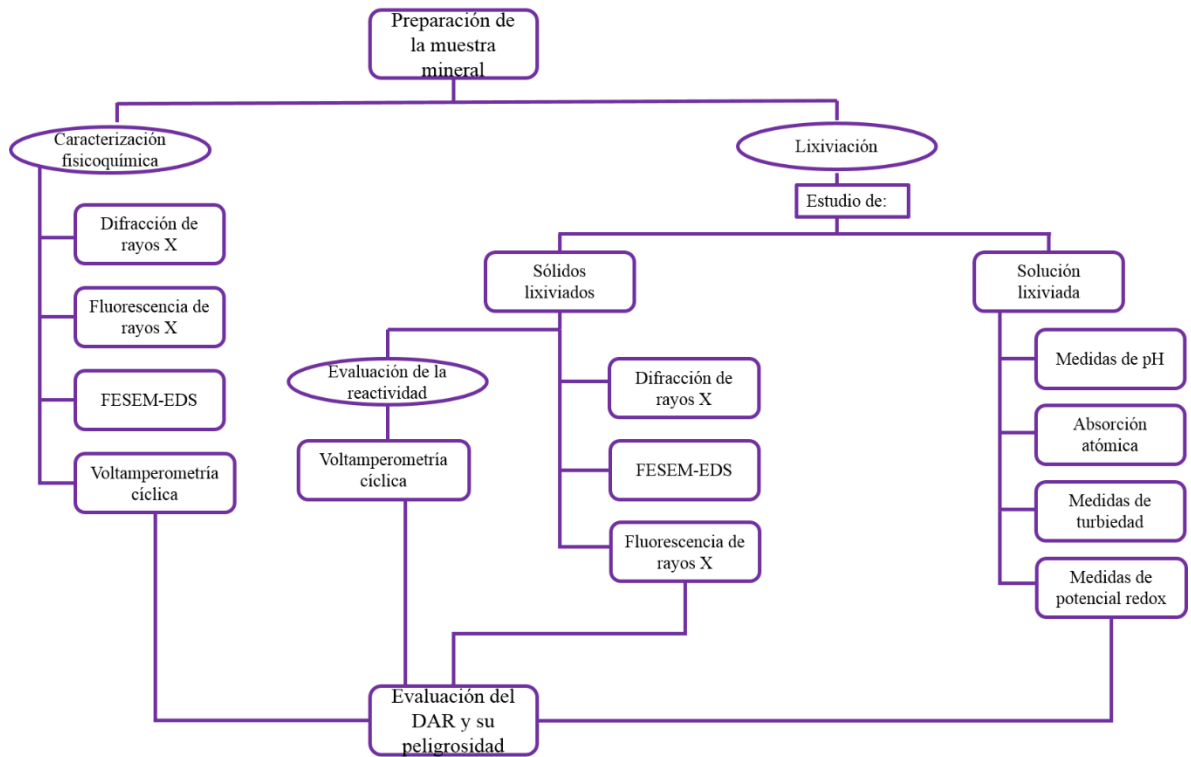 Preparación de
la muestra
mineral
Caracterización
fisicoquímica
Difracción de
rayos X
Fluorescencia de
rayos X
FESEM-EDS
Voltamperometría
cíclica
Lixiviación
Estudio de:
Sólidos
lixiviados
Evaluación de la
reactividad
Voltamperometría
cíclica
Difracción de
rayos X
FESEM-EDS
Fluorescencia de
rayos X
Solución
lixiviada
Medidas de pH
Absorción
atómica
Medidas de
turbiedad
Medidas de
potencial redox
Evaluación del
DAR y su
peligrosidad